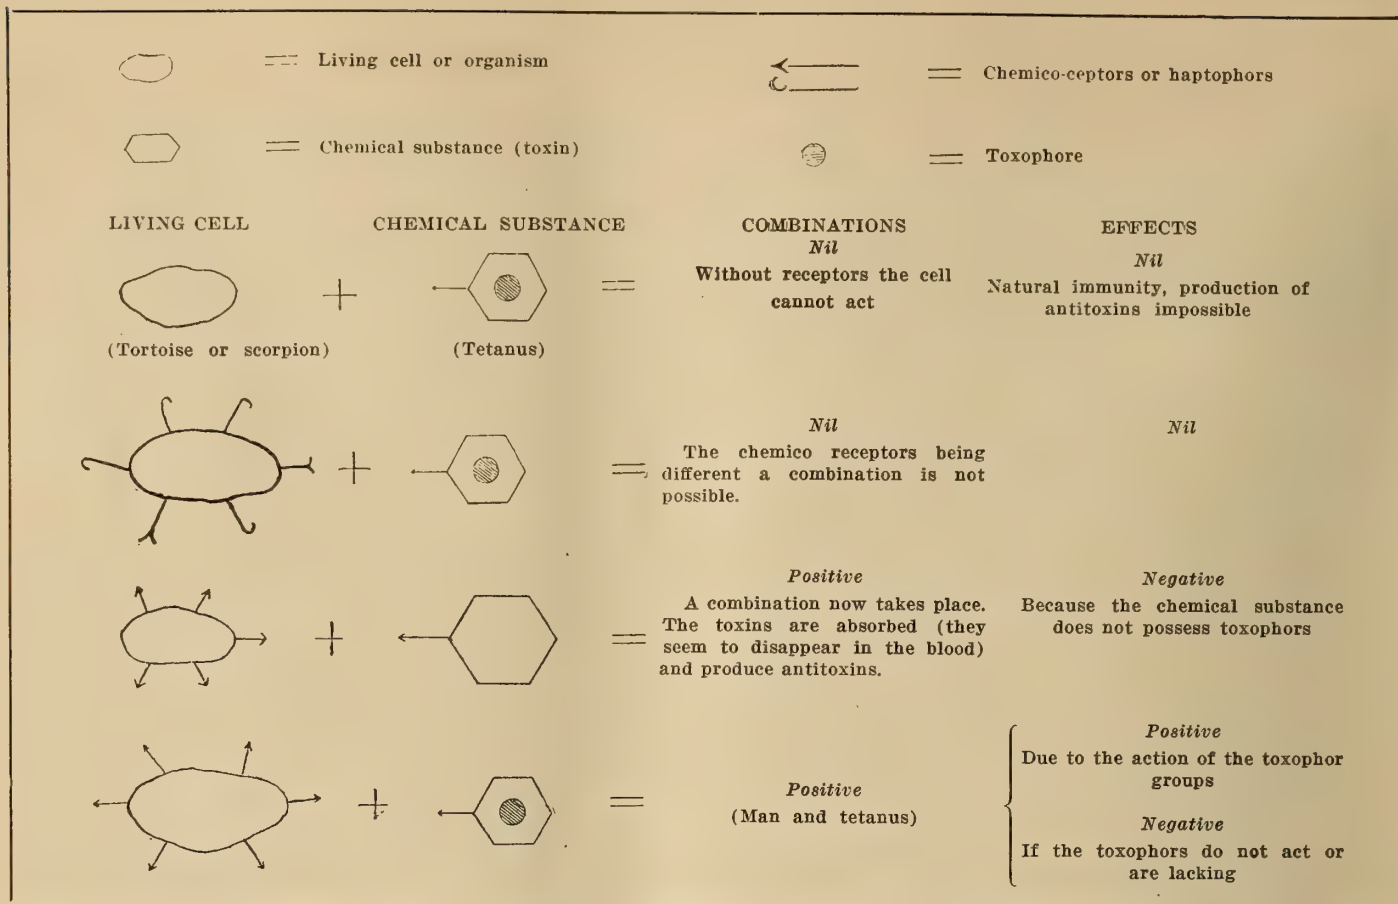 Living cell or organism
Chemico-ceptors or haptophors
Chemical substance (toxin)
Toxophore
LIVING CELL
CHEMICAL SUBSTANCE
COMBINATIONS
EFFECTS
Nil
Without receptors the cell
cannot act
Nil
Natural immunity, production of
antitoxins impossible
(Tortoise or scorpion)
(Tetanus)
Nil
The chemico receptors being
different a combination is not
possible.
Nil
Positive
A combination now takes place.
The toxins are absorbed (they
seem to disappear in the blood)
and produce antitoxins.
Negative
Because the chemical substance
does not possess toxophors
Positive
(Man and tetanus)
Positive
Due to the action of the toxophor
groups
Negative
If the toxophors do not act or
are lacking